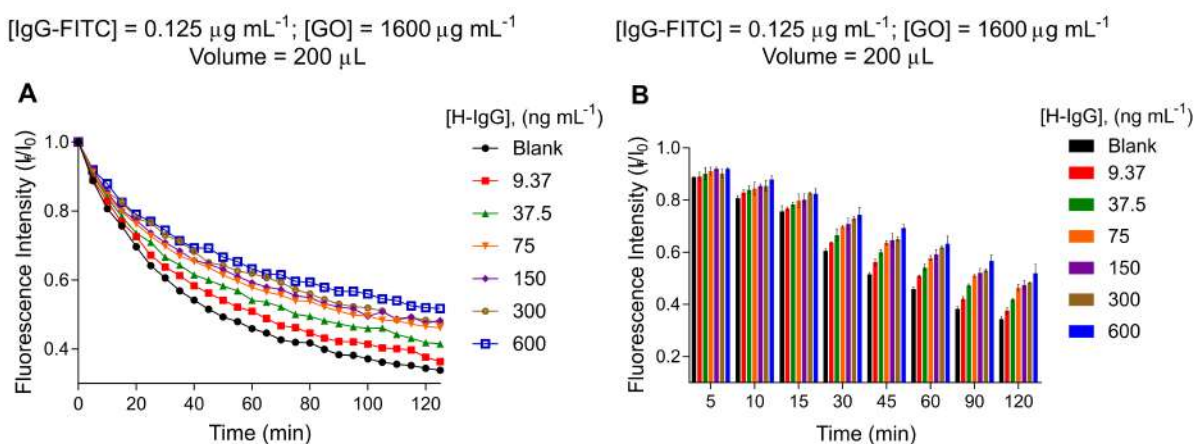 [IgG-FITC] = 0.125 µg mL⁻¹; [GO] = 1600 µg mL⁻¹
Volume = 200 µL
A
Fluorescence Intensity (I/I₀)
1.0
0.8
0.6
0.4
0
20
40
60
80
100
120
Time (min)
[H-IgG], (ng mL⁻¹)
Blank
9.37
37.5
75
150
300
600
[IgG-FITC] = 0.125 µg mL⁻¹; [GO] = 1600 µg mL⁻¹
Volume = 200 µL
B
Fluorescence Intensity (I/I₀)
1.0
0.8
0.6
0.4
0.2
5
10
15
30
45
60
90
120
Time (min)
[H-IgG], (ng mL⁻¹)
Blank
9.37
37.5
75
150
300
600